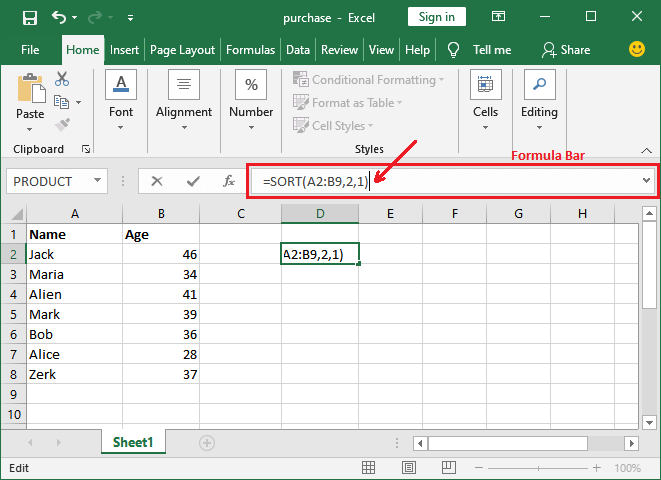 purchase - Excel
Sign in
File Home Insert Page Layout Formulas Data Review View Help Tell me Share
Paste
Clipboard
Font
Alignment
%
Number
Conditional Formatting
Format as Table
Cell Styles
Styles
Cells
Editing
Formula Bar
PRODUCT fx =SORT(A2:B9,2,1)
A B C D E F G H
1 Name Age
2 Jack 46 A2:B9,2,1)
3 Maria 34
4 Alien 41
5 Mark 39
6 Bob 36
7 Alice 28
8 Zerk 37
9
10
Sheet1
Edit 100%